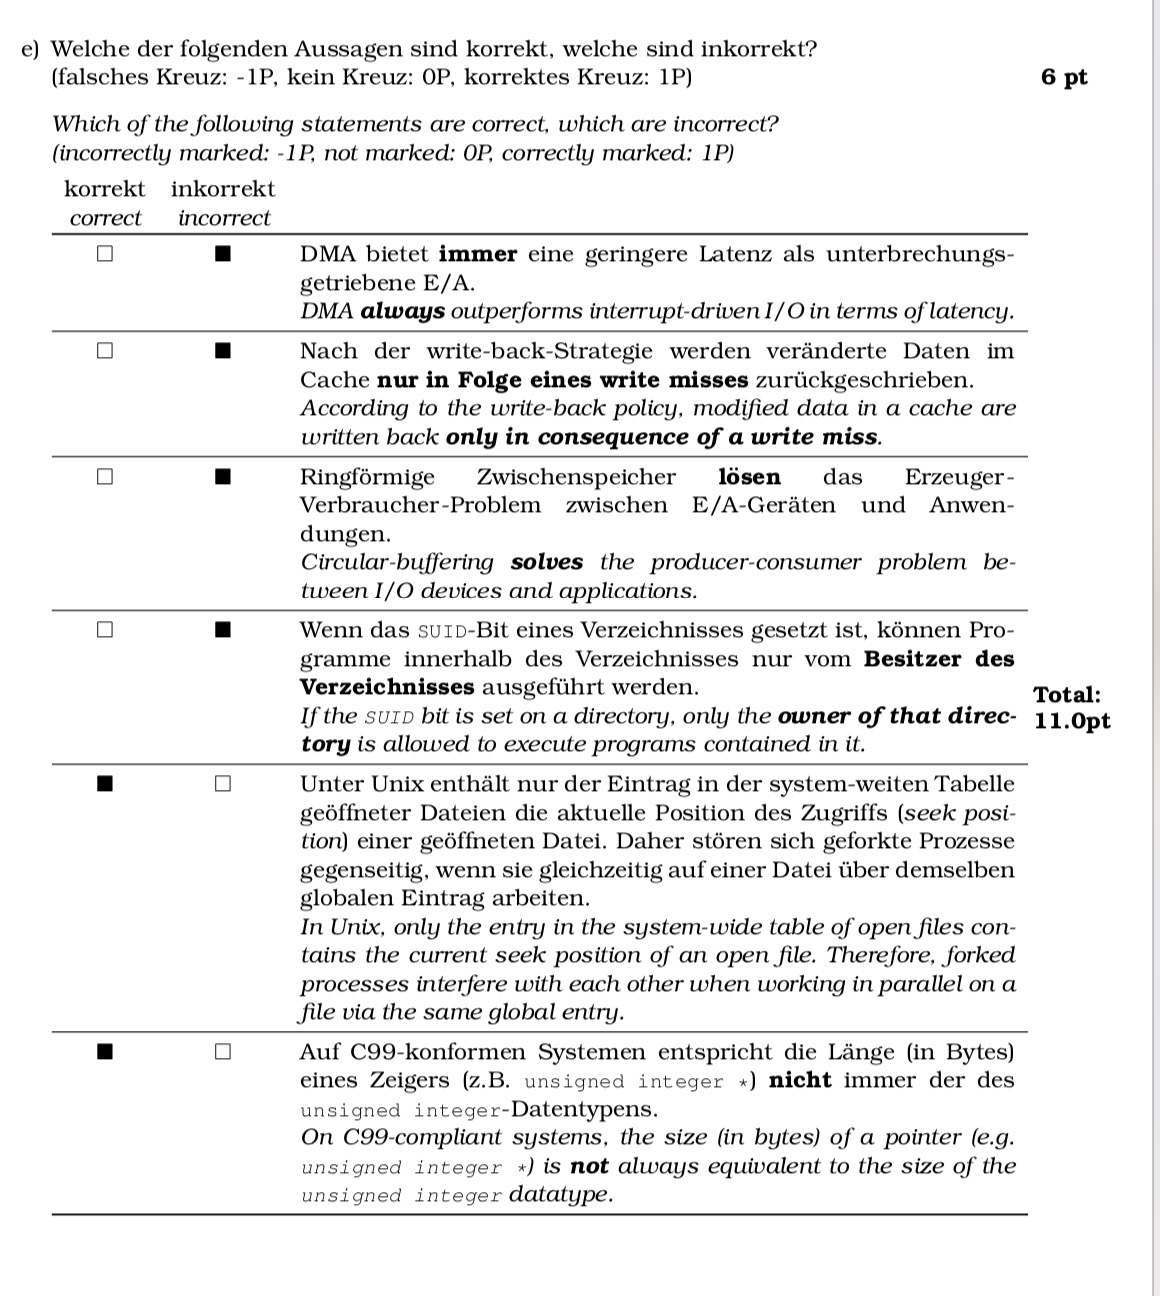 e) Welche der folgenden Aussagen sind korrekt, welche sind inkorrekt?
(falsches Kreuz: -1P, kein Kreuz: 0P, korrektes Kreuz: 1P)
6 pt
Which of the following statements are correct, which are incorrect?
(incorrectly marked: -1P, not marked: 0P, correctly marked: 1P)
korrekt inkorrekt
correct incorrect
☐ ■ DMA bietet immer eine geringere Latenz als unterbrechungs-
getriebene E/A.
DMA always outperforms interrupt-driven I/O in terms of latency.
☐ ■ Nach der write-back-Strategie werden veränderte Daten im
Cache nur in Folge eines write misses zurückgeschrieben.
According to the write-back policy, modified data in a cache are
written back only in consequence of a write miss.
☐ ■ Ringförmige Zwischenspeicher lösen das Erzeuger-
Verbraucher-Problem zwischen E/A-Geräten und Anwen-
dungen.
Circular-buffering solves the producer-consumer problem be-
tween I/O devices and applications.
☐ ■ Wenn das SUID-Bit eines Verzeichnisses gesetzt ist, können Pro-
gramme innerhalb des Verzeichnisses nur vom Besitzer des
Verzeichnisses ausgeführt werden.
If the SUID bit is set on a directory, only the owner of that direc-
tory is allowed to execute programs contained in it.
Total:
11.0pt
■ ☐ Unter Unix enthält nur der Eintrag in der system-weiten Tabelle
geöffneter Dateien die aktuelle Position des Zugriffs (seek posi-
tion) einer geöffneten Datei. Daher stören sich geforkte Prozesse
gegenseitig, wenn sie gleichzeitig auf einer Datei über demselben
globalen Eintrag arbeiten.
In Unix, only the entry in the system-wide table of open files con-
tains the current seek position of an open file. Therefore, forked
processes interfere with each other when working in parallel on a
file via the same global entry.
■ ☐ Auf C99-konformen Systemen entspricht die Länge (in Bytes)
eines Zeigers (z.B. unsigned integer *) nicht immer der des
unsigned integer-Datentypens.
On C99-compliant systems, the size (in bytes) of a pointer (e.g.
unsigned integer *) is not always equivalent to the size of the
unsigned integer datatype.